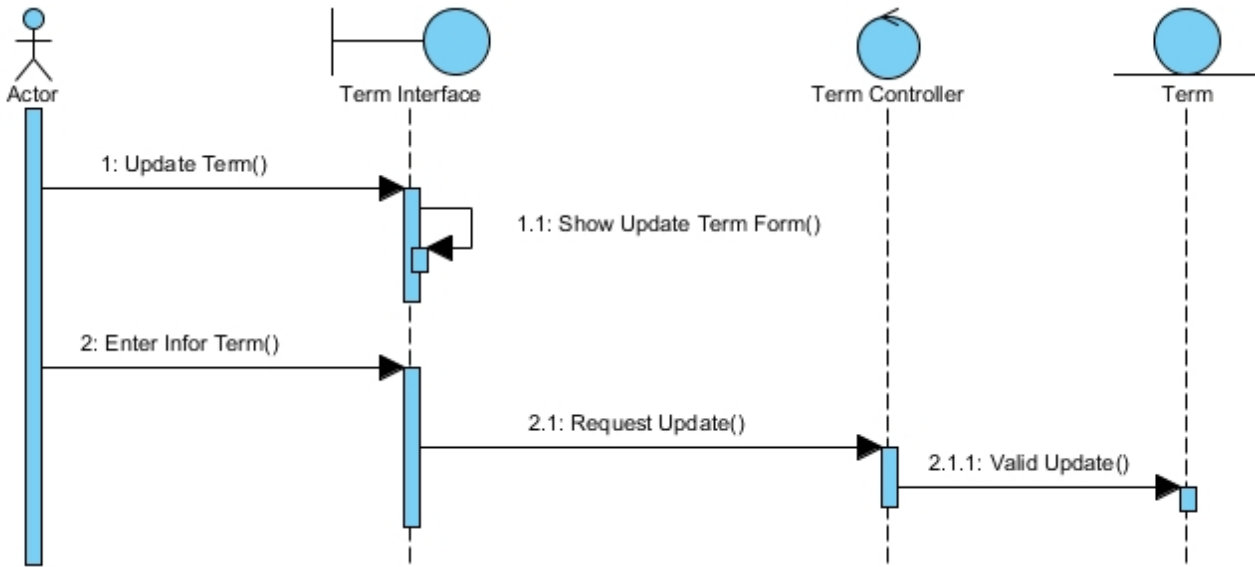 Actor
Term Interface
Term Controller
Term
1: Update Term()
1.1: Show Update Term Form()
2: Enter Infor Term()
2.1: Request Update()
2.1.1: Valid Update()